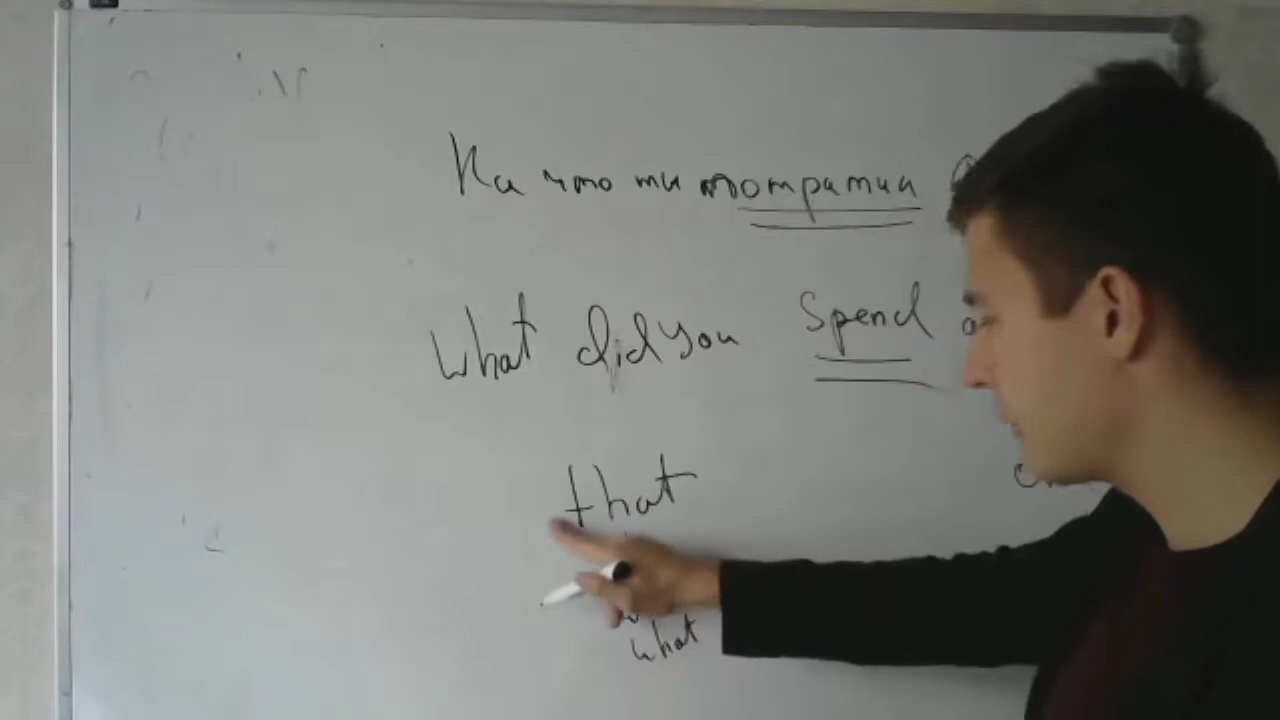 На что ты потратил
What did you spend
that
what